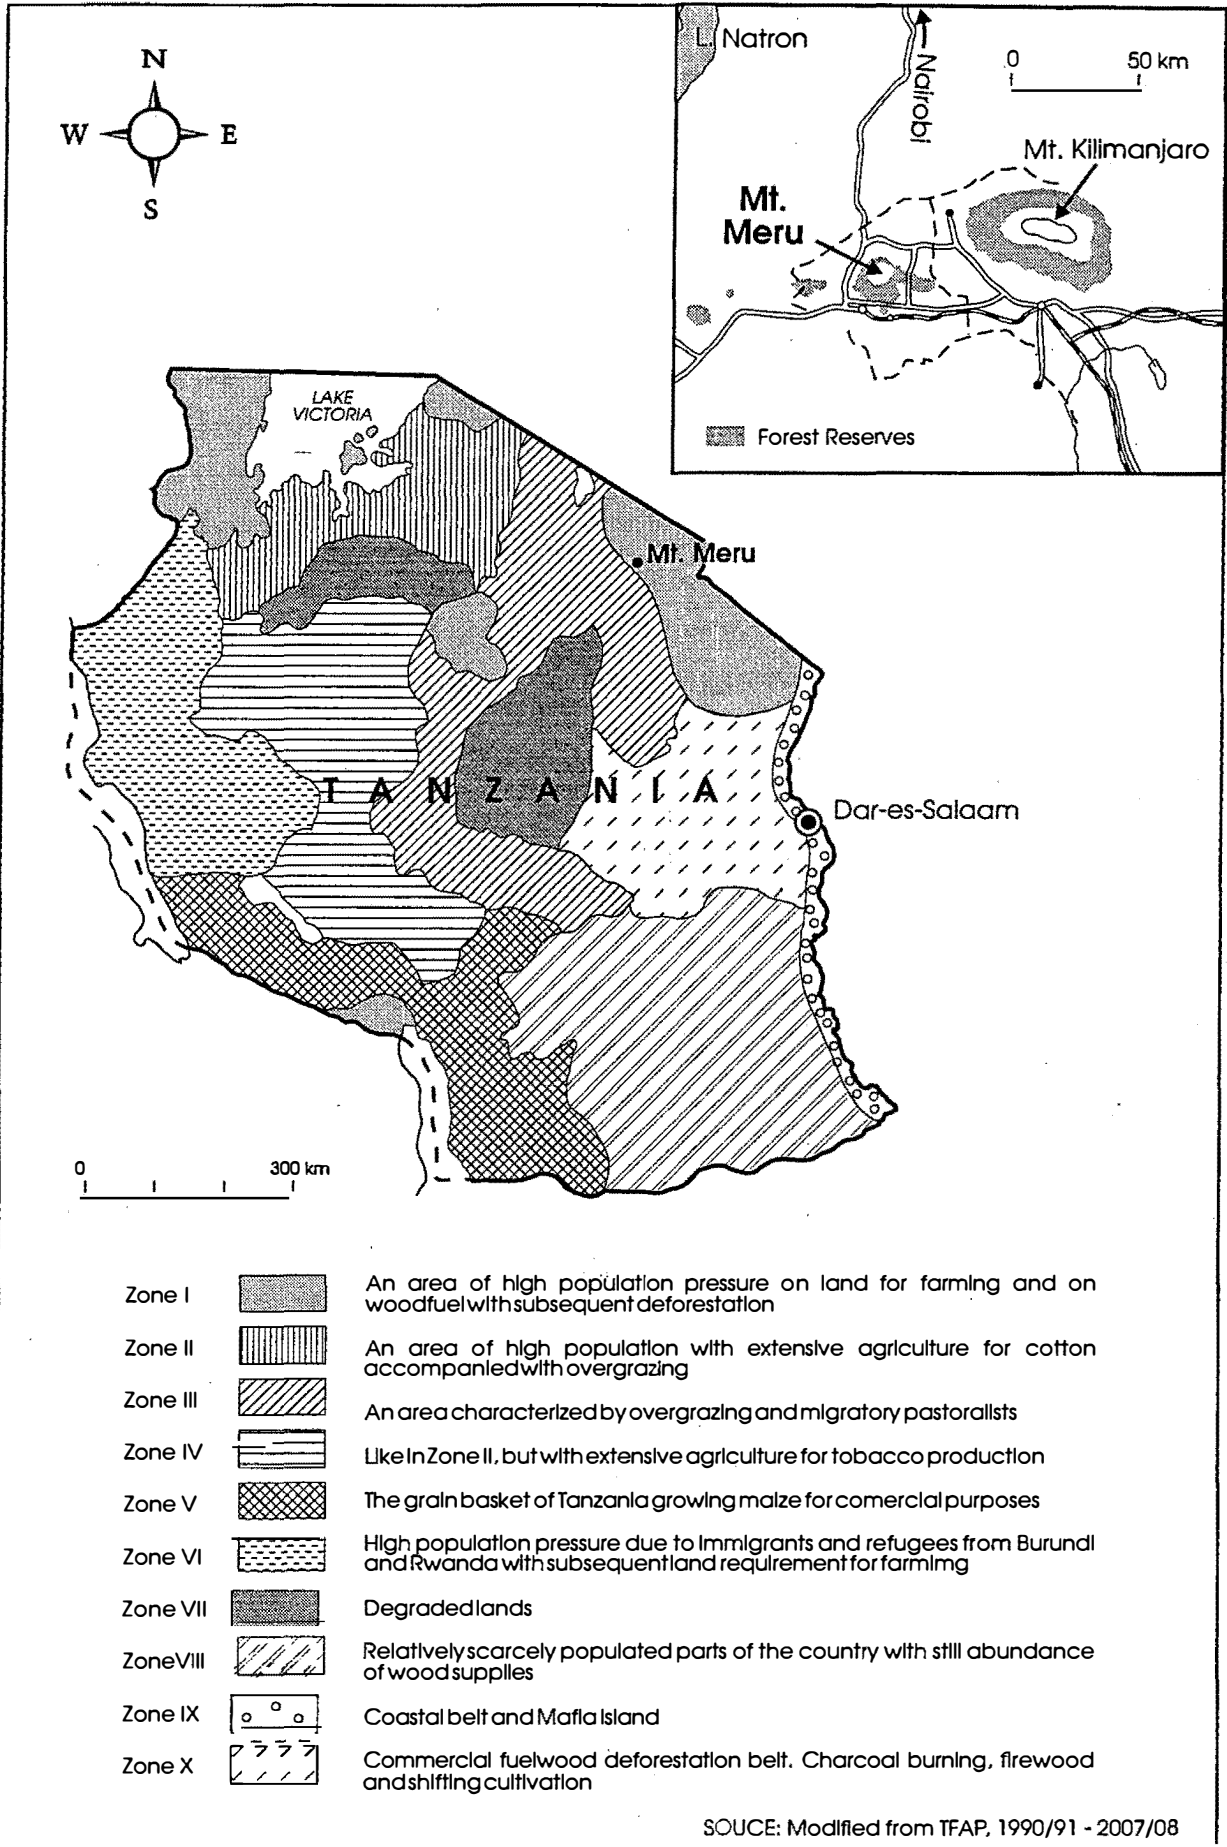 N
W E
S
L. Natron
0 50 km
Nairobi
Mt. Kilimanjaro
Mt.
Meru
Forest Reserves
LAKE
VICTORIA
Mt. Meru
TANZANIA
Dar-es-Salaam
0 300 km
Zone I An area of high population pressure on land for farming and on
woodfuel with subsequent deforestation
Zone II An area of high population with extensive agriculture for cotton
accompanied with overgrazing
Zone III An area characterized by overgrazing and migratory pastoralists
Zone IV Like in Zone II, but with extensive agriculture for tobacco production
Zone V The grain basket of Tanzania growing maize for comercial purposes
Zone VI High population pressure due to immigrants and refugees from Burundi
and Rwanda with subsequent land requirement for farmimg
Zone VII Degraded lands
Zone VIII Relatively scarcely populated parts of the country with still abundance
of wood supplies
Zone IX Coastal belt and Mafia Island
Zone X Commercial fuelwood deforestation belt. Charcoal burning, firewood
and shifting cultivation
SOUCE: Modified from TFAP, 1990/91 - 2007/08